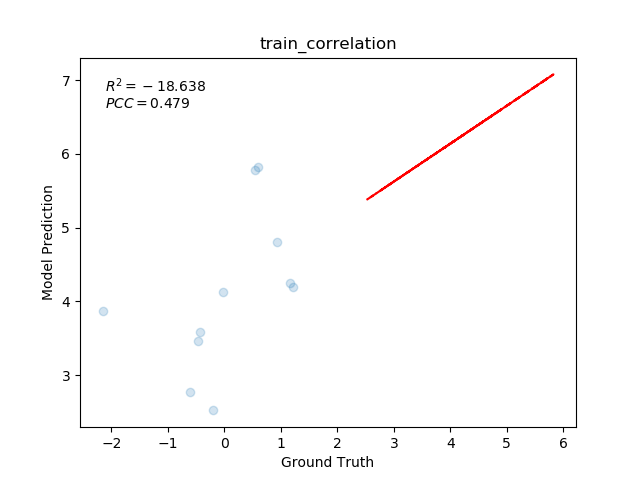 train_correlation
R² = −18.638
PCC = 0.479
7
6
5
4
3
Model Prediction
−2 −1 0 1 2 3 4 5 6
Ground Truth